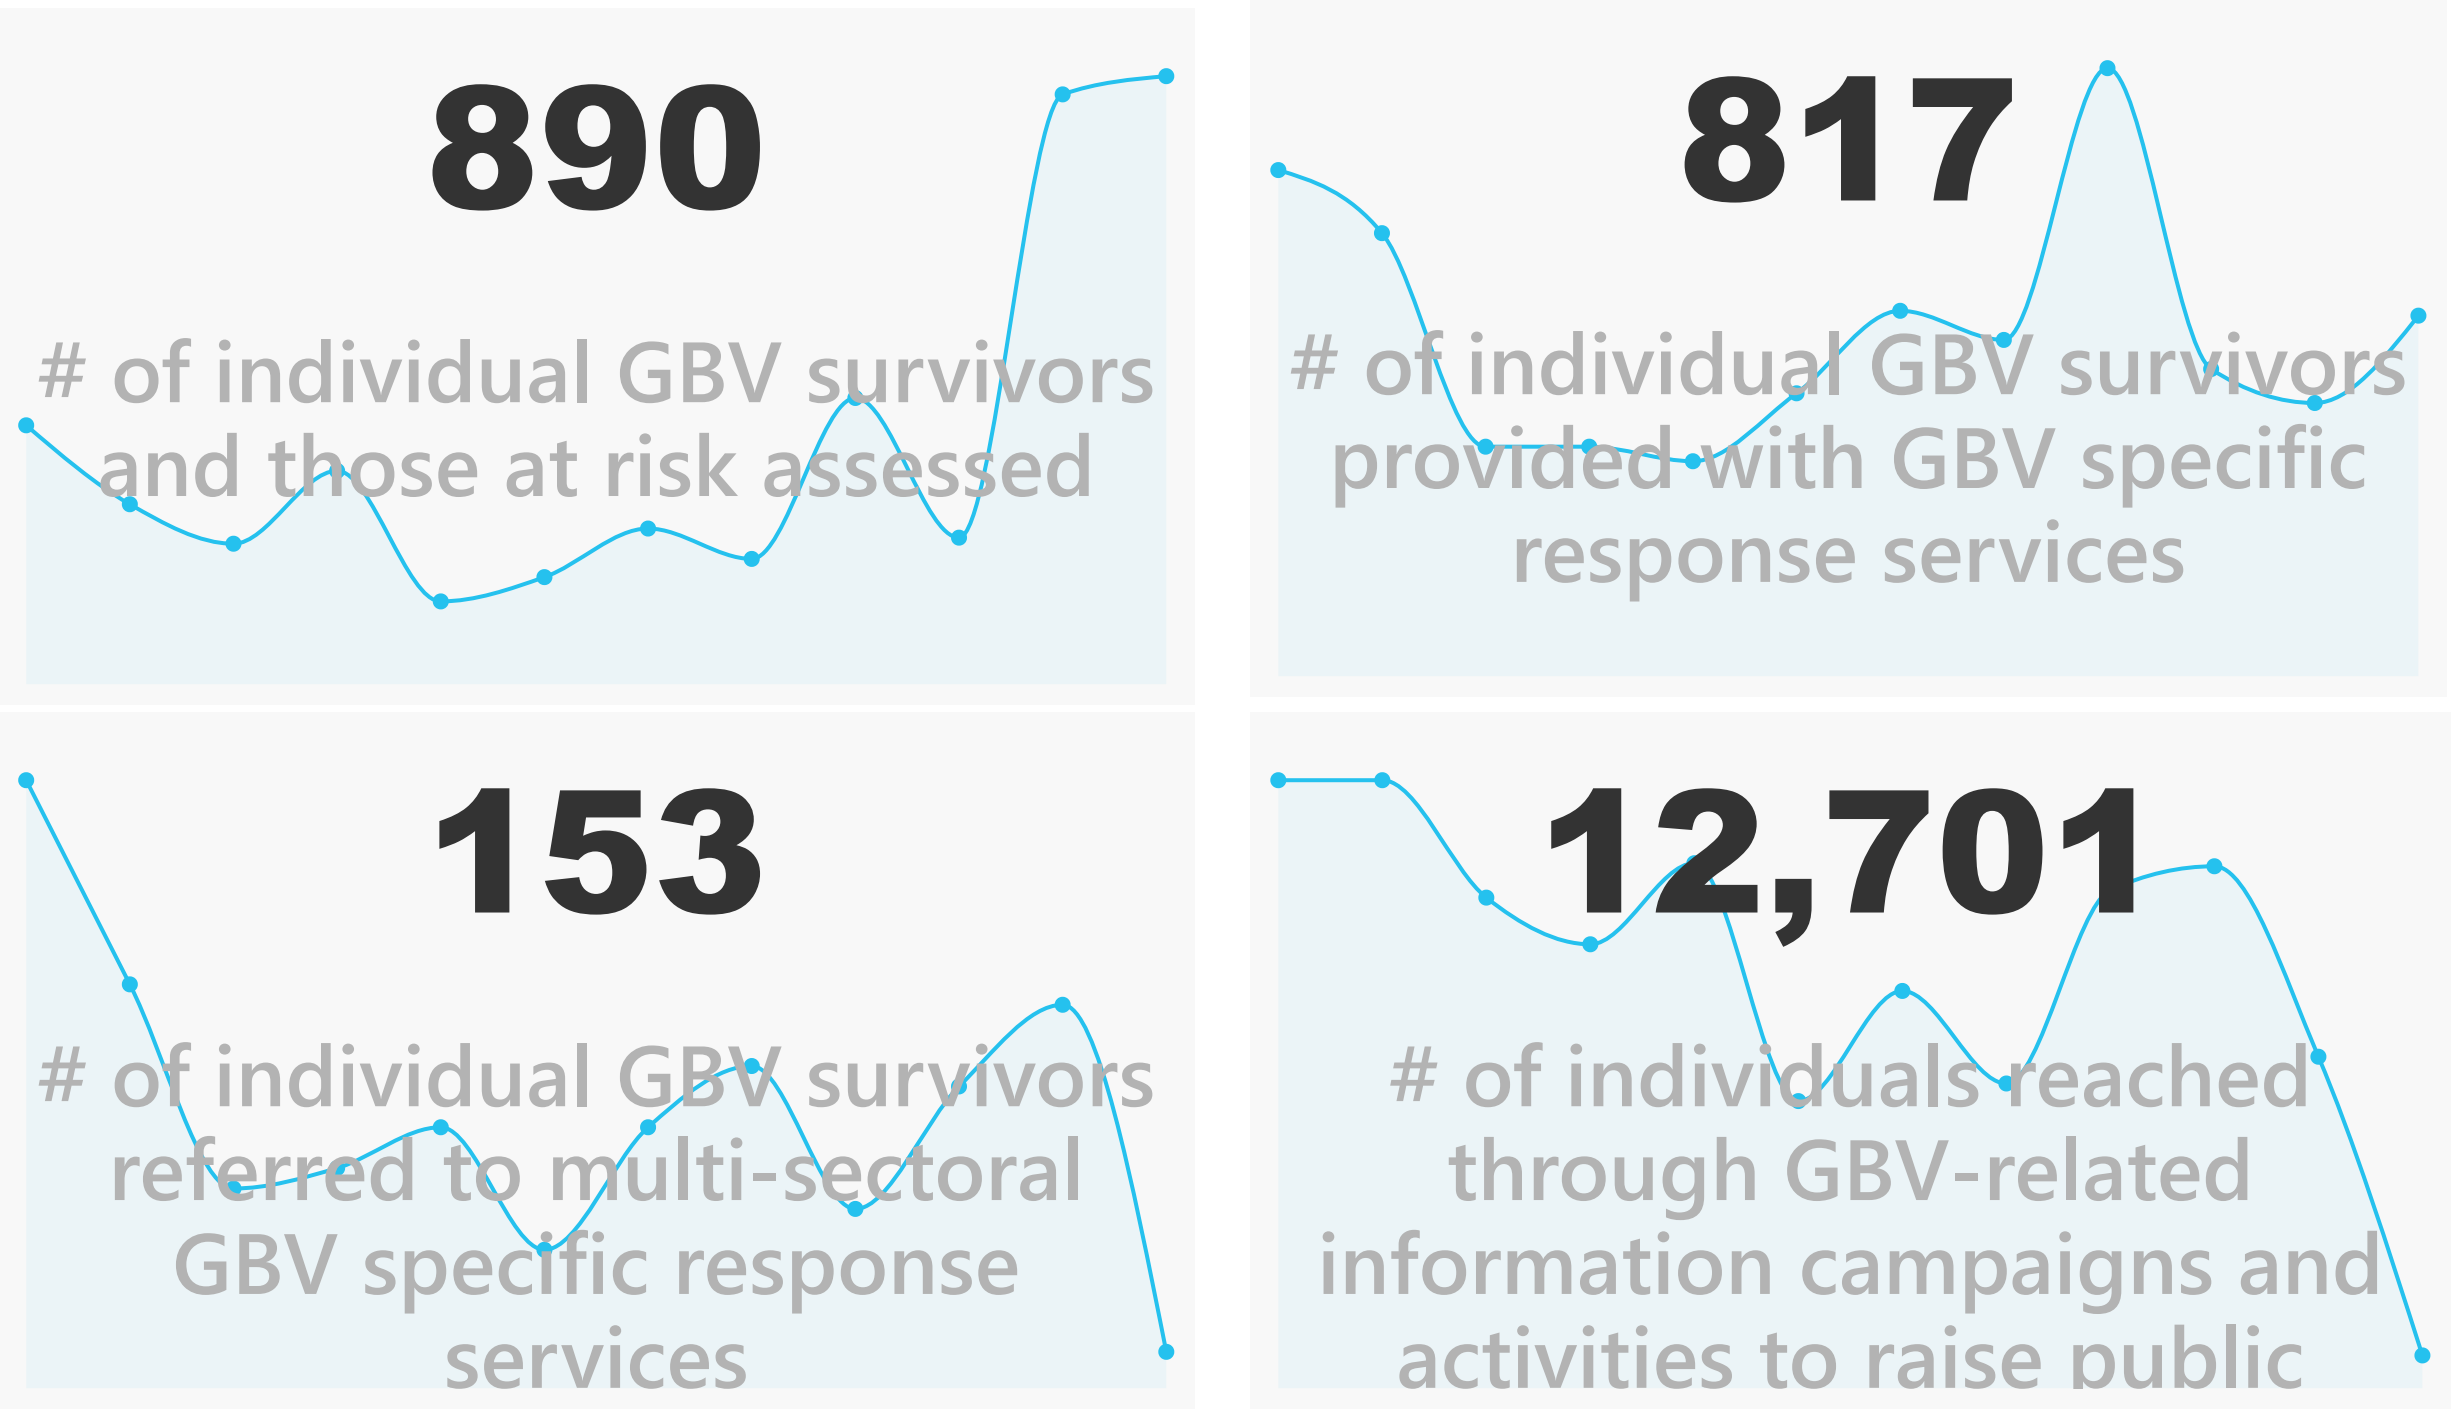 890
# of individual GBV survivors
and those at risk assessed
817
# of individual GBV survivors
provided with GBV specific
response services
153
# of individual GBV survivors
referred to multi-sectoral
GBV specific response
services
12,701
# of individuals reached
through GBV-related
information campaigns and
activities to raise public